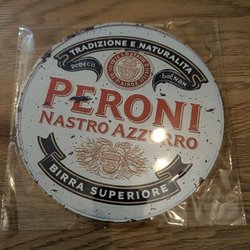 TRADIZIONE E NATURALITÀ
PERONI
NASTRO AZZURRO
BIRRA SUPERIORE